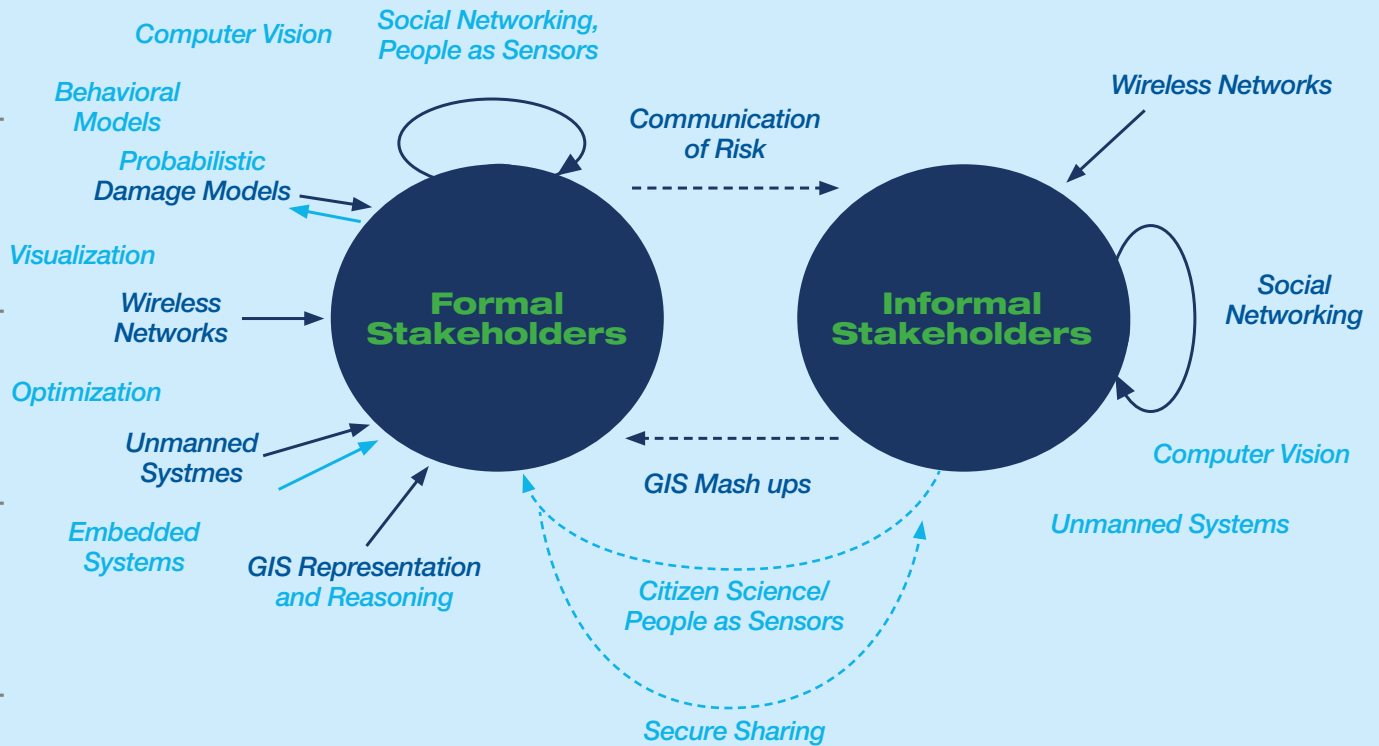 Computer Vision
Social Networking,
People as Sensors
Behavioral
Models
Probabilistic
Damage Models
Visualization
Wireless
Networks
Optimization
Unmanned
Systmes
Embedded
Systems
GIS Representation
and Reasoning
Formal
Stakeholders
Communication
of Risk
GIS Mash ups
Citizen Science/
People as Sensors
Secure Sharing
Informal
Stakeholders
Wireless Networks
Social
Networking
Computer Vision
Unmanned Systems